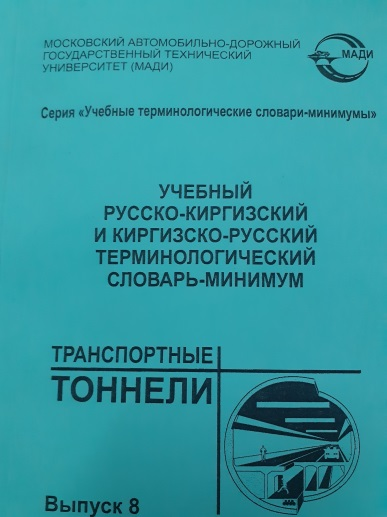 МОСКОВСКИЙ АВТОМОБИЛЬНО-ДОРОЖНЫЙ
ГОСУДАРСТВЕННЫЙ ТЕХНИЧЕСКИЙ
УНИВЕРСИТЕТ (МАДИ)
МАДИ
Серия «Учебные терминологические словари-минимумы»
УЧЕБНЫЙ
РУССКО-КИРГИЗСКИЙ
И КИРГИЗСКО-РУССКИЙ
ТЕРМИНОЛОГИЧЕСКИЙ
СЛОВАРЬ-МИНИМУМ
ТРАНСПОРТНЫЕ
ТОННЕЛИ
Выпуск 8